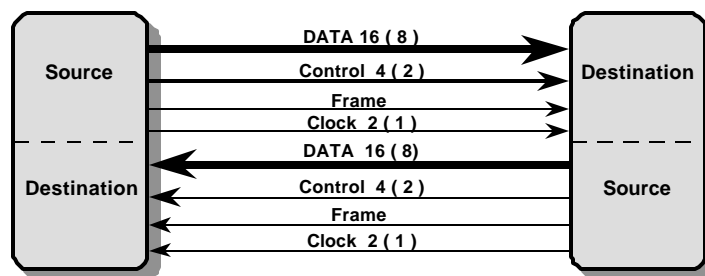 DATA 16 ( 8 )
Source
Control 4 ( 2 )
Destination
Frame
Clock 2 ( 1 )
DATA 16 ( 8)
Destination
Control 4 ( 2 )
Source
Frame
Clock 2 ( 1 )